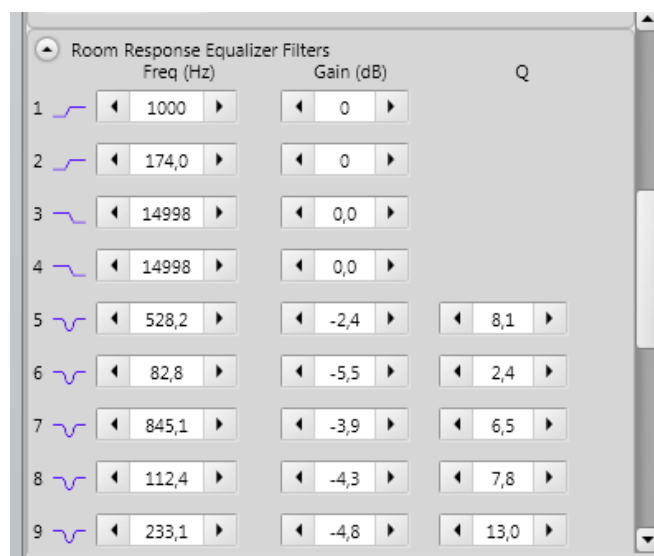 Room Response Equalizer Filters
Freq (Hz) Gain (dB) Q
1 1000 0
2 174,0 0
3 14998 0,0
4 14998 0,0
5 528,2 -2,4 8,1
6 82,8 -5,5 2,4
7 845,1 -3,9 6,5
8 112,4 -4,3 7,8
9 233,1 -4,8 13,0